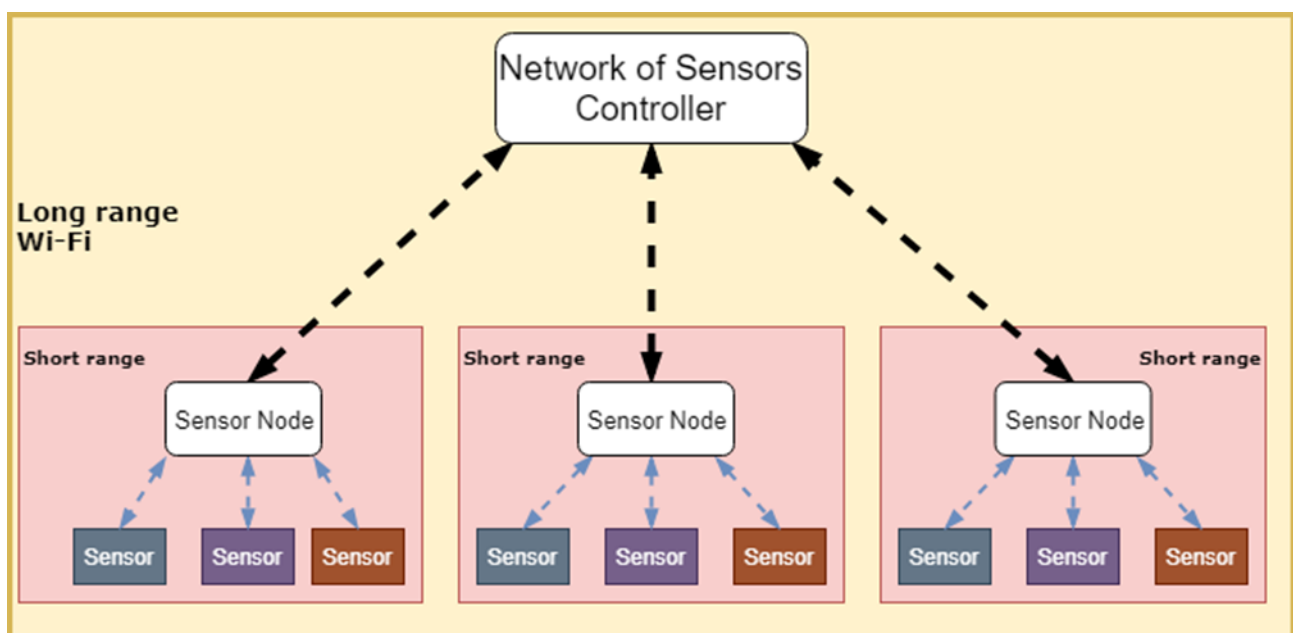 Network of Sensors
Controller
Long range
Wi-Fi
Short range
Short range
Short range
Sensor Node
Sensor Node
Sensor Node
Sensor
Sensor
Sensor
Sensor
Sensor
Sensor
Sensor
Sensor
Sensor